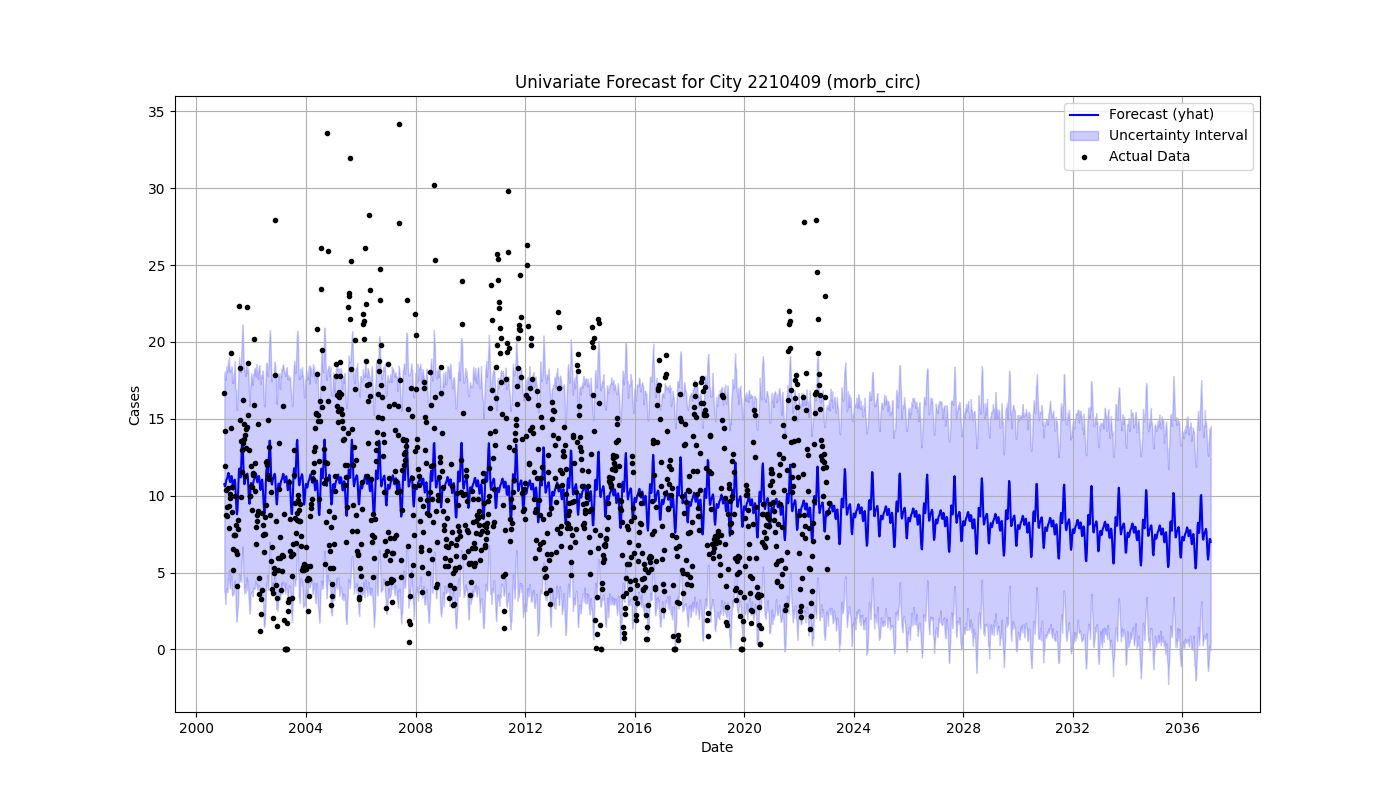 Univariate Forecast for City 2210409 (morb_circ)
Forecast (yhat)
Uncertainty Interval
Actual Data
Cases
35
30
25
20
15
10
5
0
2000 2004 2008 2012 2016 2020 2024 2028 2032 2036
Date